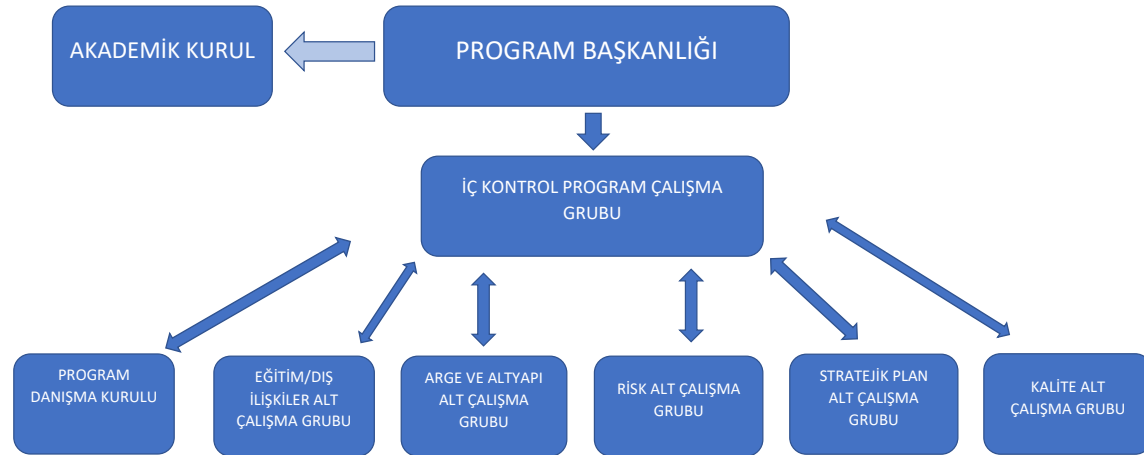 AKADEMİK KURUL
PROGRAM BAŞKANLIĞI
İÇ KONTROL PROGRAM ÇALIŞMA
GRUBU
PROGRAM
DANIŞMA KURULU
EĞİTİM/DIŞ
İLİŞKİLER ALT
ÇALIŞMA GRUBU
ARGE VE ALTYAPI
ALT ÇALIŞMA
GRUBU
RİSK ALT ÇALIŞMA
GRUBU
STRATEJİK PLAN
ALT ÇALIŞMA
GRUBU
KALİTE ALT
ÇALIŞMA GRUBU